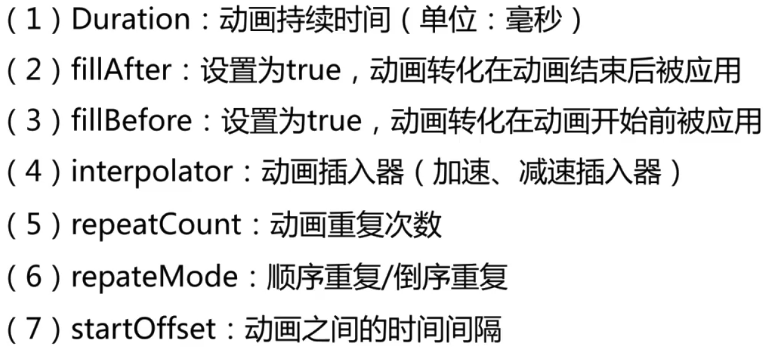 （1）Duration：动画持续时间（单位：毫秒）
（2）fillAfter：设置为true，动画转化在动画结束后被应用
（3）fillBefore：设置为true，动画转化在动画开始前被应用
（4）interpolator：动画插入器（加速、减速插入器）
（5）repeatCount：动画重复次数
（6）repateMode：顺序重复/倒序重复
（7）startOffset：动画之间的时间间隔